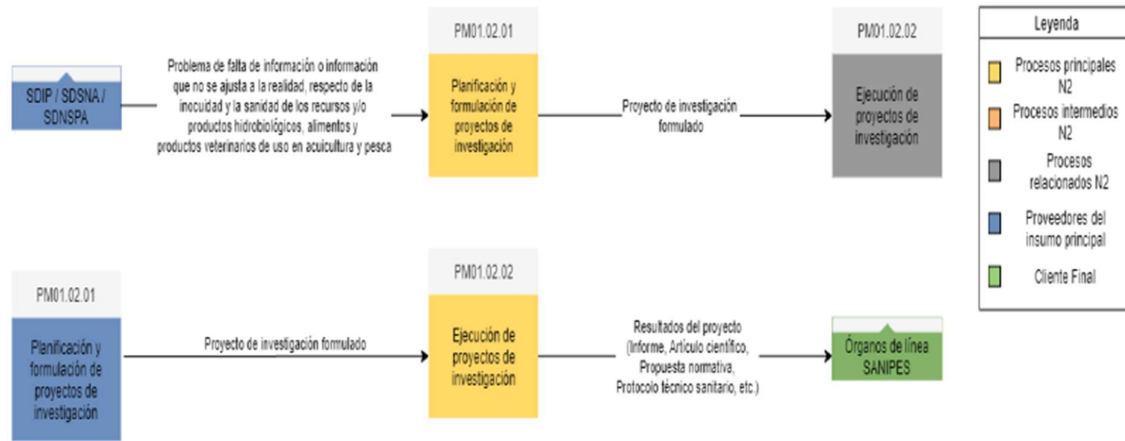 PM01.02.01
PM01.02.02
Leyenda
SDIP / SDSNA /
SDNSPA
Problema de falta de información o información
que no se ajusta a la realidad, respecto de la
inocuidad y la sanidad de los recursos y/o
productos hidrobiológicos, alimentos y
productos veterinarios de uso en acuicultura y pesca
Planificación y
formulación de
proyectos de
investigación
Proyecto de investigación
formulado
Ejecución de
proyectos de
investigación
Procesos principales
N2
Procesos intermedios
N2
Procesos
relacionados N2
Proveedores del
insumo principal
Cliente Final
PM01.02.01
Planificación y
formulación de
proyectos de
investigación
Proyecto de investigación formulado
PM01.02.02
Ejecución de
proyectos de
investigación
Resultados del proyecto
(Informe, Artículo científico,
Propuesta normativa,
Protocolo técnico sanitario, etc.)
Órganos de línea
SANIPES